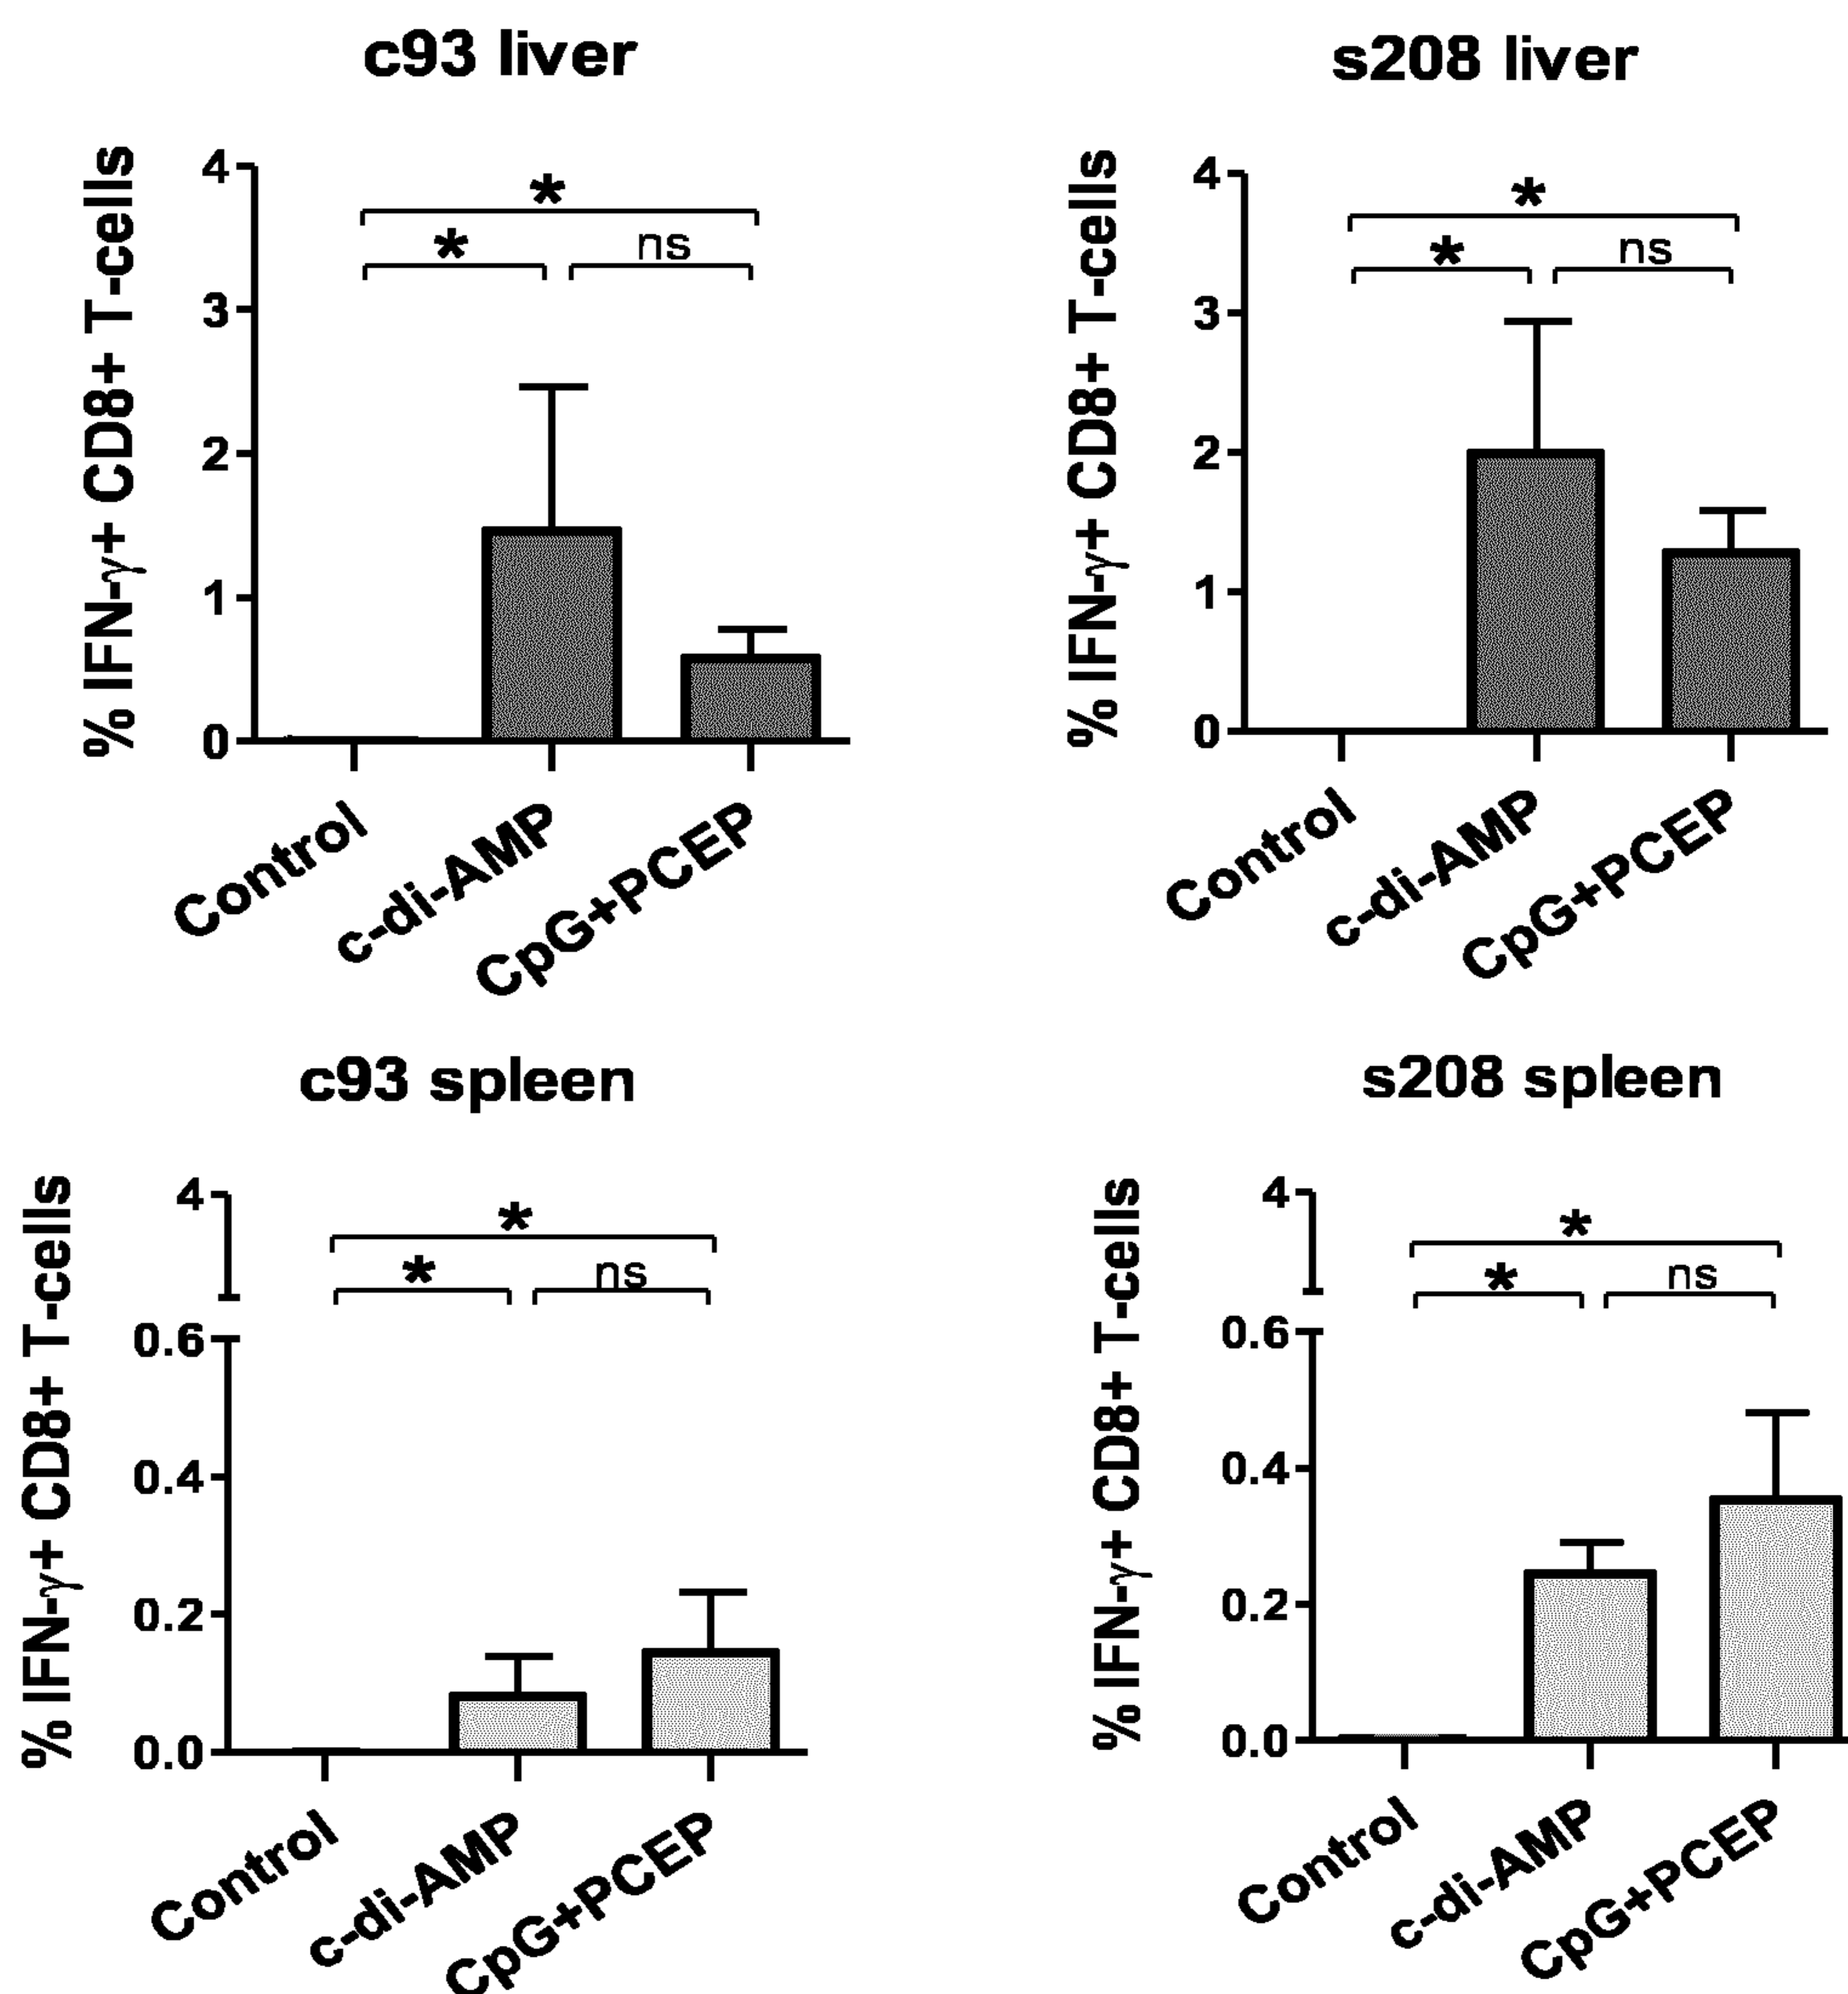 c93 liver
% IFN-γ+ CD8+ T-cells
4
3
2
1
0
*
*
ns
Control
c-di-AMP
CpG+PCEP
s208 liver
% IFN-γ+ CD8+ T-cells
4
3
2
1
0
*
*
ns
Control
c-di-AMP
CpG+PCEP
c93 spleen
% IFN-γ+ CD8+ T-cells
4
0.6
0.4
0.2
0.0
*
*
ns
Control
c-di-AMP
CpG+PCEP
s208 spleen
% IFN-γ+ CD8+ T-cells
4
0.6
0.4
0.2
0.0
*
*
ns
Control
c-di-AMP
CpG+PCEP